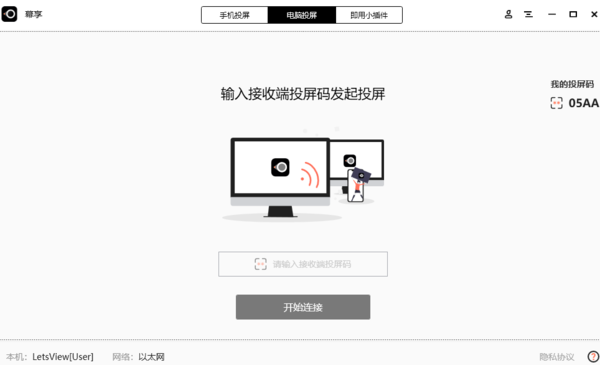 幕享
手机投屏
电脑投屏
即用小插件
我的投屏码
05AA
输入接收端投屏码发起投屏
请输入接收端投屏码
开始连接
本机：LetsView[User]
网络：以太网
隐私协议
?